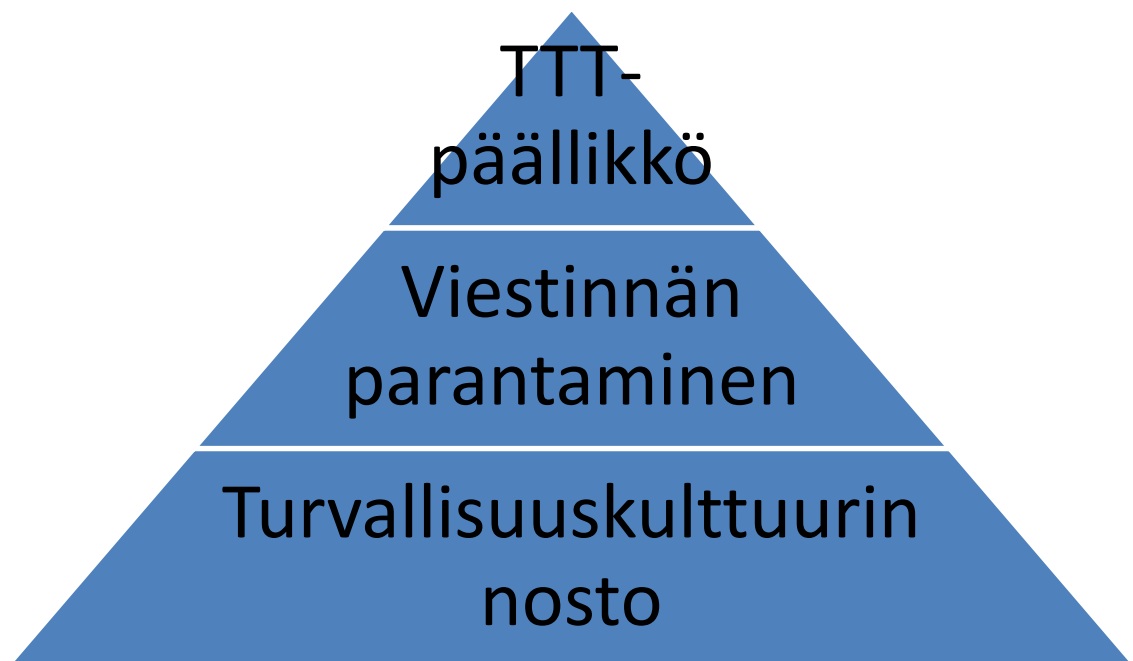 TTT-
päällikkö
Viestinnän
parantaminen
Turvallisuuskulttuurin
nosto